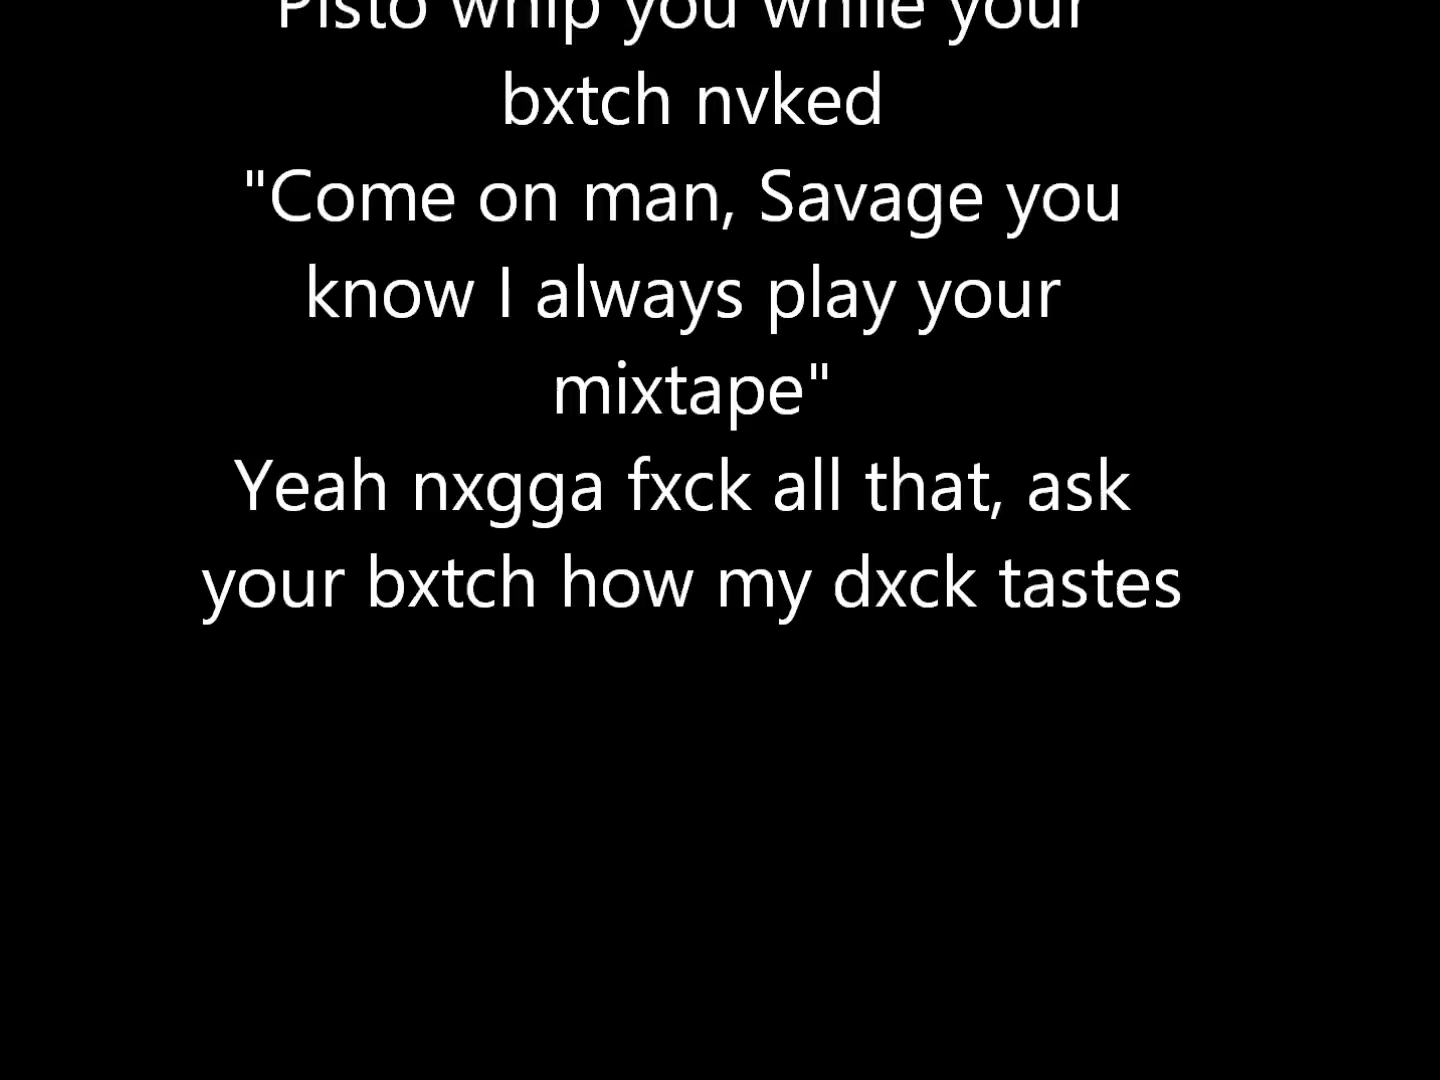 Pisto whip you while your
bxtch nvked
"Come on man, Savage you
know I always play your
mixtape"
Yeah nxgga fxck all that, ask
your bxtch how my dxck tastes